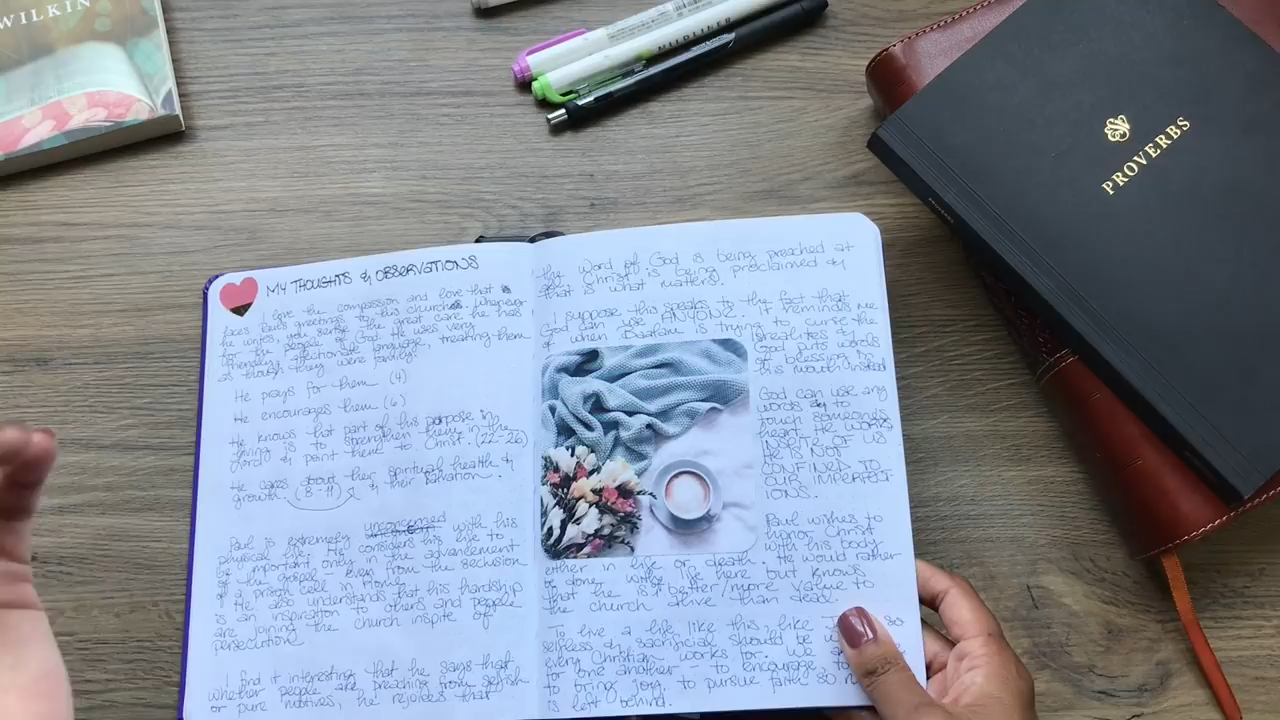 WILKIN
MILDLINER
PROVERBS
MY THOUGHTS & OBSERVATIONS
I love the compassion and love that
laces Paul's greetings to this church. Whenever
he writes, you sense the great care he has
for the people of God. He uses very
friendly, affectionate language, treating them
as though they were family.
He prays for them (4)
He encourages them (6)
He knows that part of his purpose in
living is to strengthen them in the
Lord & point them to Christ. (22-26)
He cares about their spiritual health &
growth. (8-11) & their salvation.
Paul is extremely unconcerned with his
physical life. He considers his life to
be important only in the advancement
of the gospel - even from the seclusion
of a prison cell in Rome.
He also understands that his hardship
is an inspiration to others and people
are joining the church inspite of
persecution.
I find it interesting that he says that
whether people are preaching from selfish
or pure motives, he rejoices that
the word of God is being preached at
all. Christ is being proclaimed &
that is what matters.
I suppose this speaks to the fact that
God can use ANYONE. It reminds me
of when Balaam is trying to curse the
Israelites &
God puts words
of blessing in
his mouth instead
God can use any
words to
touch someone's
heart. He works
INSPITE OF US
HE IS NOT
CONFINED TO
OUR IMPERFECT-
IONS.
Paul wishes to
honor Christ
with his body
either in life or death. He would rather
be done with life here but knows
that he is of better/more value to
the church alive than dead.
To live a life like this, like so
selfless & sacrificial should be
every Christian works for. We
for one another - to encourage, to
to bring joy, to pursue faith so
is left behind.